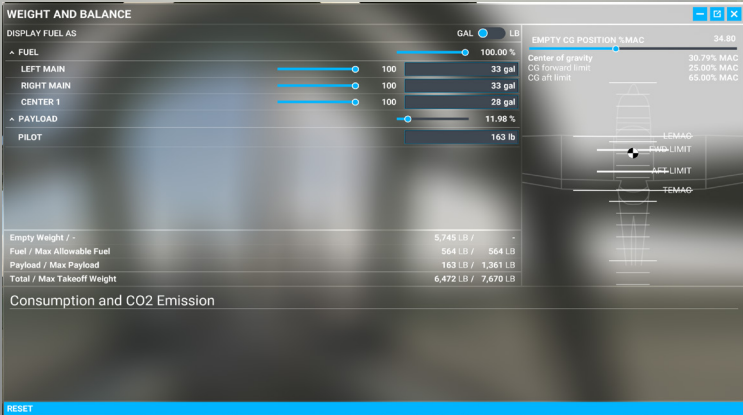 WEIGHT AND BALANCE
DISPLAY FUEL AS GAL LB
FUEL 100.00 %
LEFT MAIN 100 33 gal
RIGHT MAIN 100 33 gal
CENTER 1 100 28 gal
PAYLOAD 11.98 %
PILOT 163 lb
Empty Weight / - 5,745 LB / -
Fuel / Max Allowable Fuel 564 LB / 564 LB
Payload / Max Payload 163 LB / 1,361 LB
Total / Max Takeoff Weight 6,472 LB / 7,670 LB
EMPTY CG POSITION %MAC 34.80
Center of gravity 30.79% MAC
CG forward limit 25.00% MAC
CG aft limit 65.00% MAC
LEMAC
FWD LIMIT
AFT LIMIT
TEMAC
Consumption and CO2 Emission
RESET